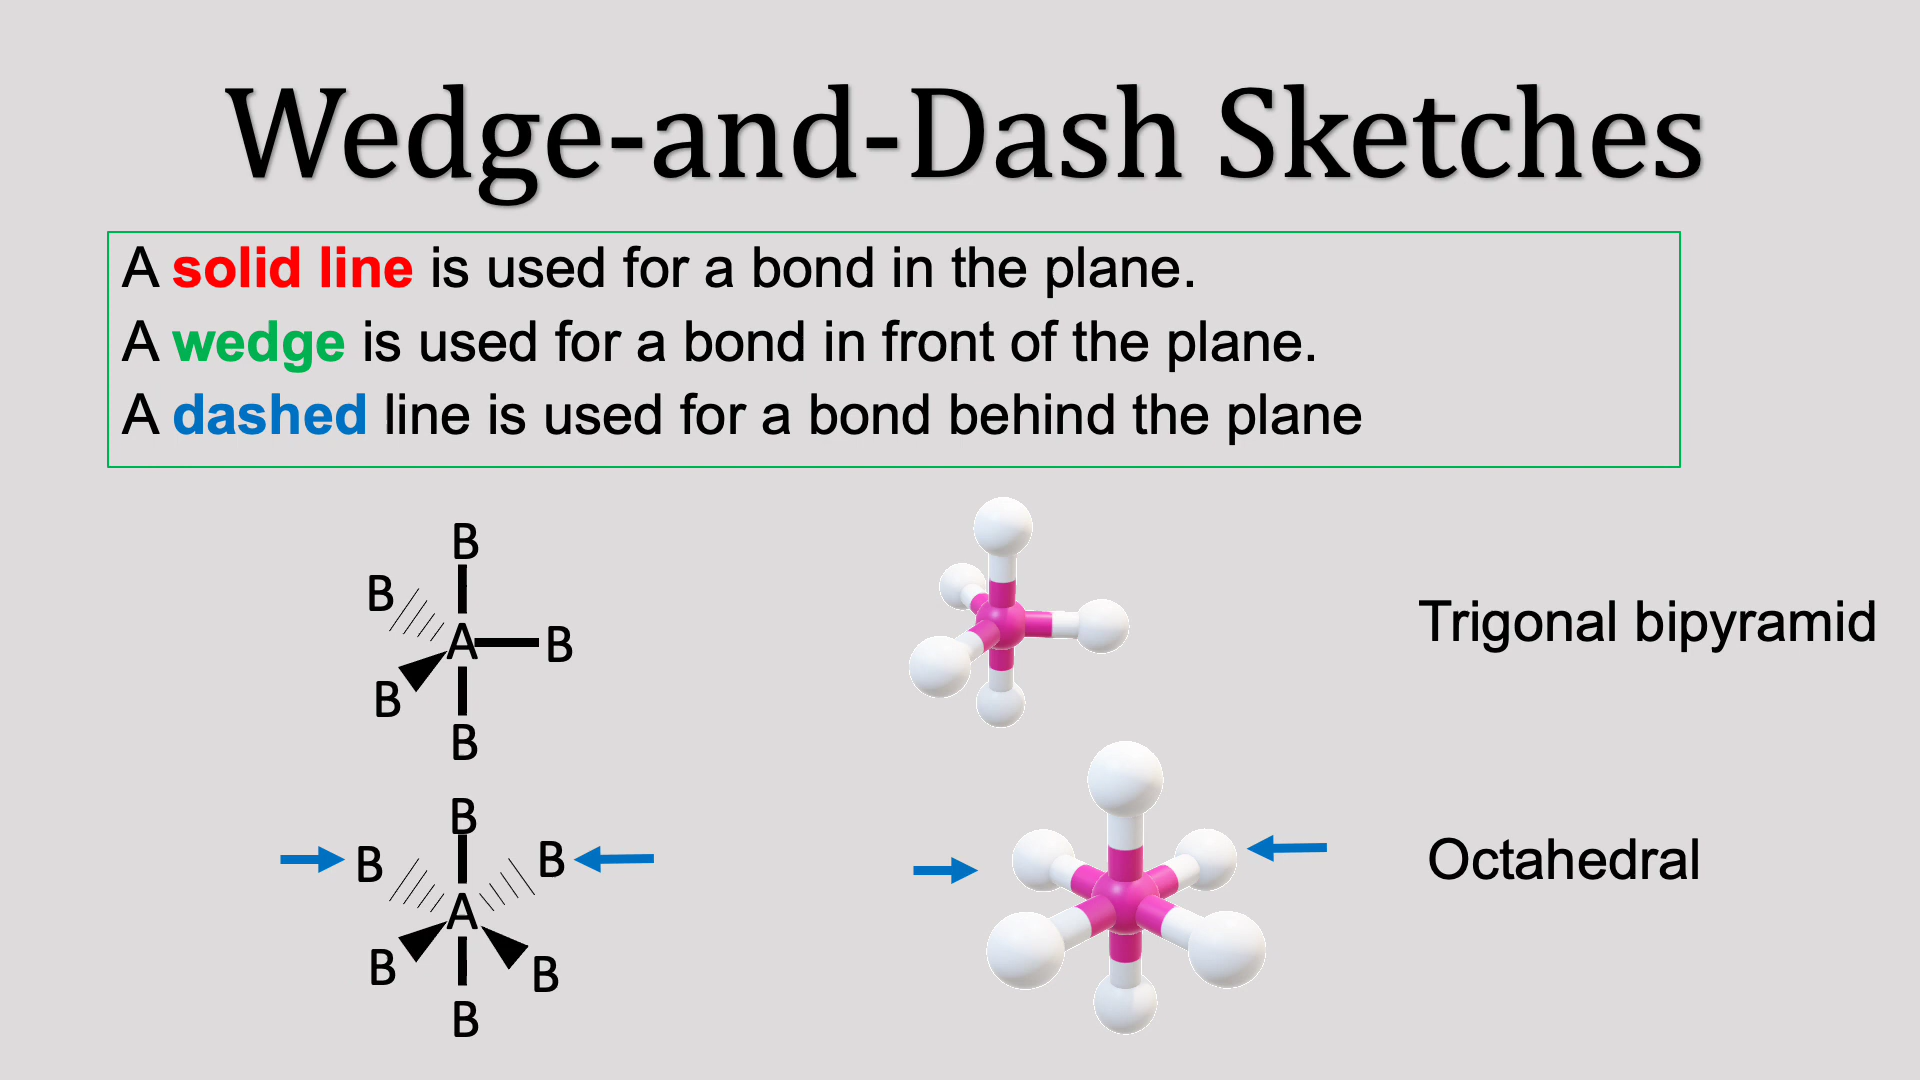 Wedge-and-Dash Sketches
A solid line is used for a bond in the plane.
A wedge is used for a bond in front of the plane.
A dashed line is used for a bond behind the plane
B
B
A B
B
B
Trigonal bipyramid
B
B B
A
B B
B
Octahedral